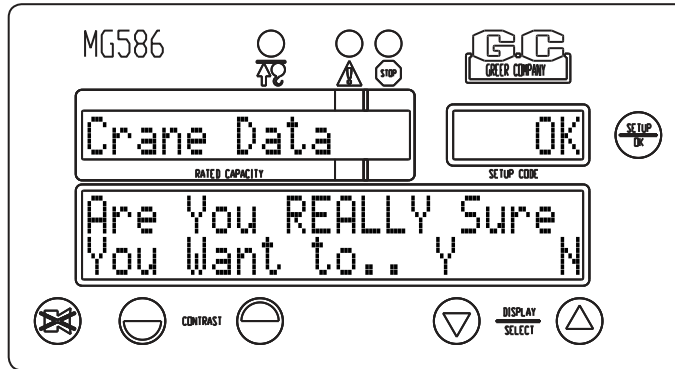 MG586
G.C.
GREER COMPANY
STOP
Crane Data
OK
SETUP
OK
RATED CAPACITY
SETUP CODE
Are You REALLY Sure
You Want to.. Y N
CONTRAST
DISPLAY
SELECT